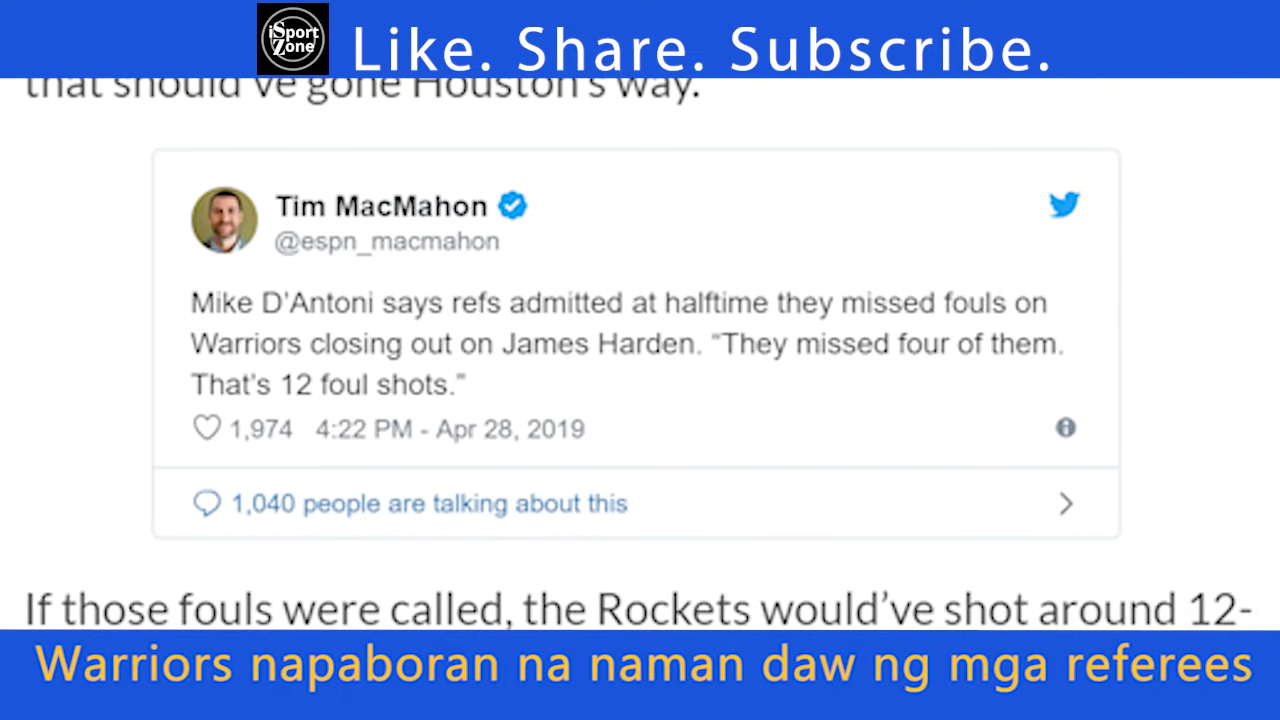 iSport
Zone
Like. Share. Subscribe.
that should've gone Houston's way.
Tim MacMahon
@espn_macmahon
Mike D'Antoni says refs admitted at halftime they missed fouls on
Warriors closing out on James Harden. "They missed four of them.
That's 12 foul shots."
1,974 4:22 PM - Apr 28, 2019
1,040 people are talking about this
If those fouls were called, the Rockets would've shot around 12-
Warriors napaboran na naman daw ng mga referees